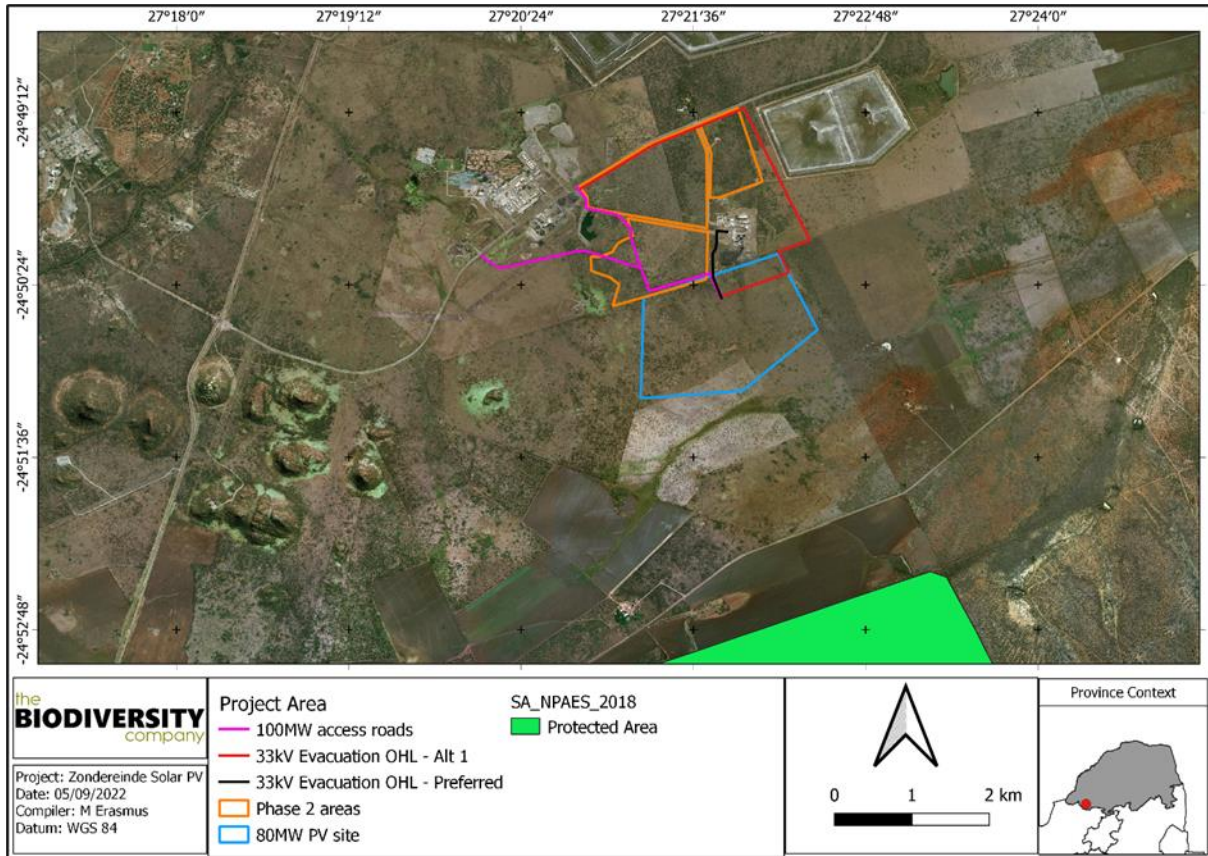 27°18'0" 27°19'12" 27°20'24" 27°21'36" 27°22'48" 27°24'0"
-24°49'12"
-24°50'24"
-24°51'36"
-24°52'48"
the
BIODIVERSITY
company
Project: Zondereinde Solar PV
Date: 05/09/2022
Compiler: M Erasmus
Datum: WGS 84
Project Area
100MW access roads
33kV Evacuation OHL - Alt 1
33kV Evacuation OHL - Preferred
Phase 2 areas
80MW PV site
SA_NPAES_2018
Protected Area
0 1 2 km
Province Context